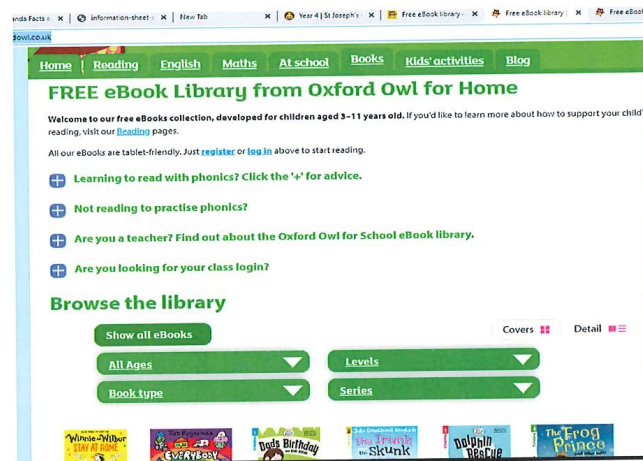 anda Facts a
information-sheet-
New Tab
Year 4 | St Joseph's
Free eBook library -
Free eBook library |
Free eBook
dowl.co.uk
Home Reading English Maths At school Books Kids' activities Blog
FREE eBook Library from Oxford Owl for Home
Welcome to our free eBooks collection, developed for children aged 3–11 years old. If you'd like to learn more about how to support your child'
reading, visit our Reading pages.
All our eBooks are tablet-friendly. Just register or log in above to start reading.
Learning to read with phonics? Click the '+' for advice.
Not reading to practise phonics?
Are you a teacher? Find out about the Oxford Owl for School eBook library.
Are you looking for your class login?
Browse the library
Show all eBooks
Covers Detail
All Ages Levels
Book type Series
Winnie and Wilbur
STAY AT HOME
EVERYBODY
Dads Birthday
The Trunk
the Skunk
Dolphin
Rescue
The Frog
Prince